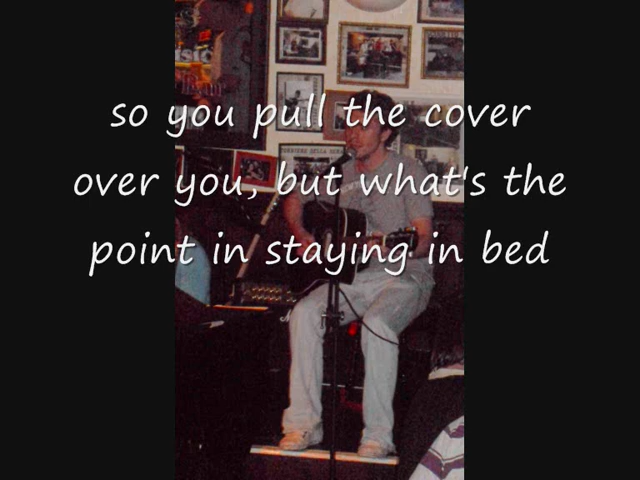 so you pull the cover
over you, but what's the
point in staying in bed